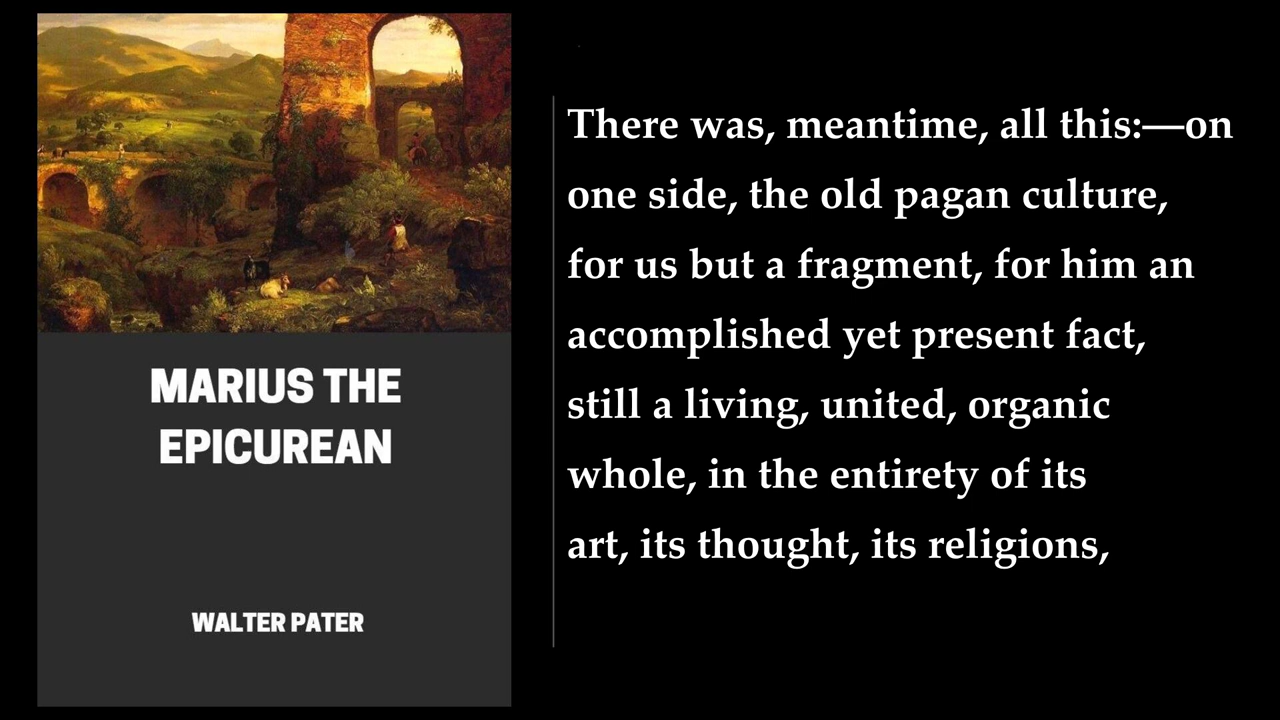 MARIUS THE
EPICUREAN
WALTER PATER
There was, meantime, all this:—on
one side, the old pagan culture,
for us but a fragment, for him an
accomplished yet present fact,
still a living, united, organic
whole, in the entirety of its
art, its thought, its religions,